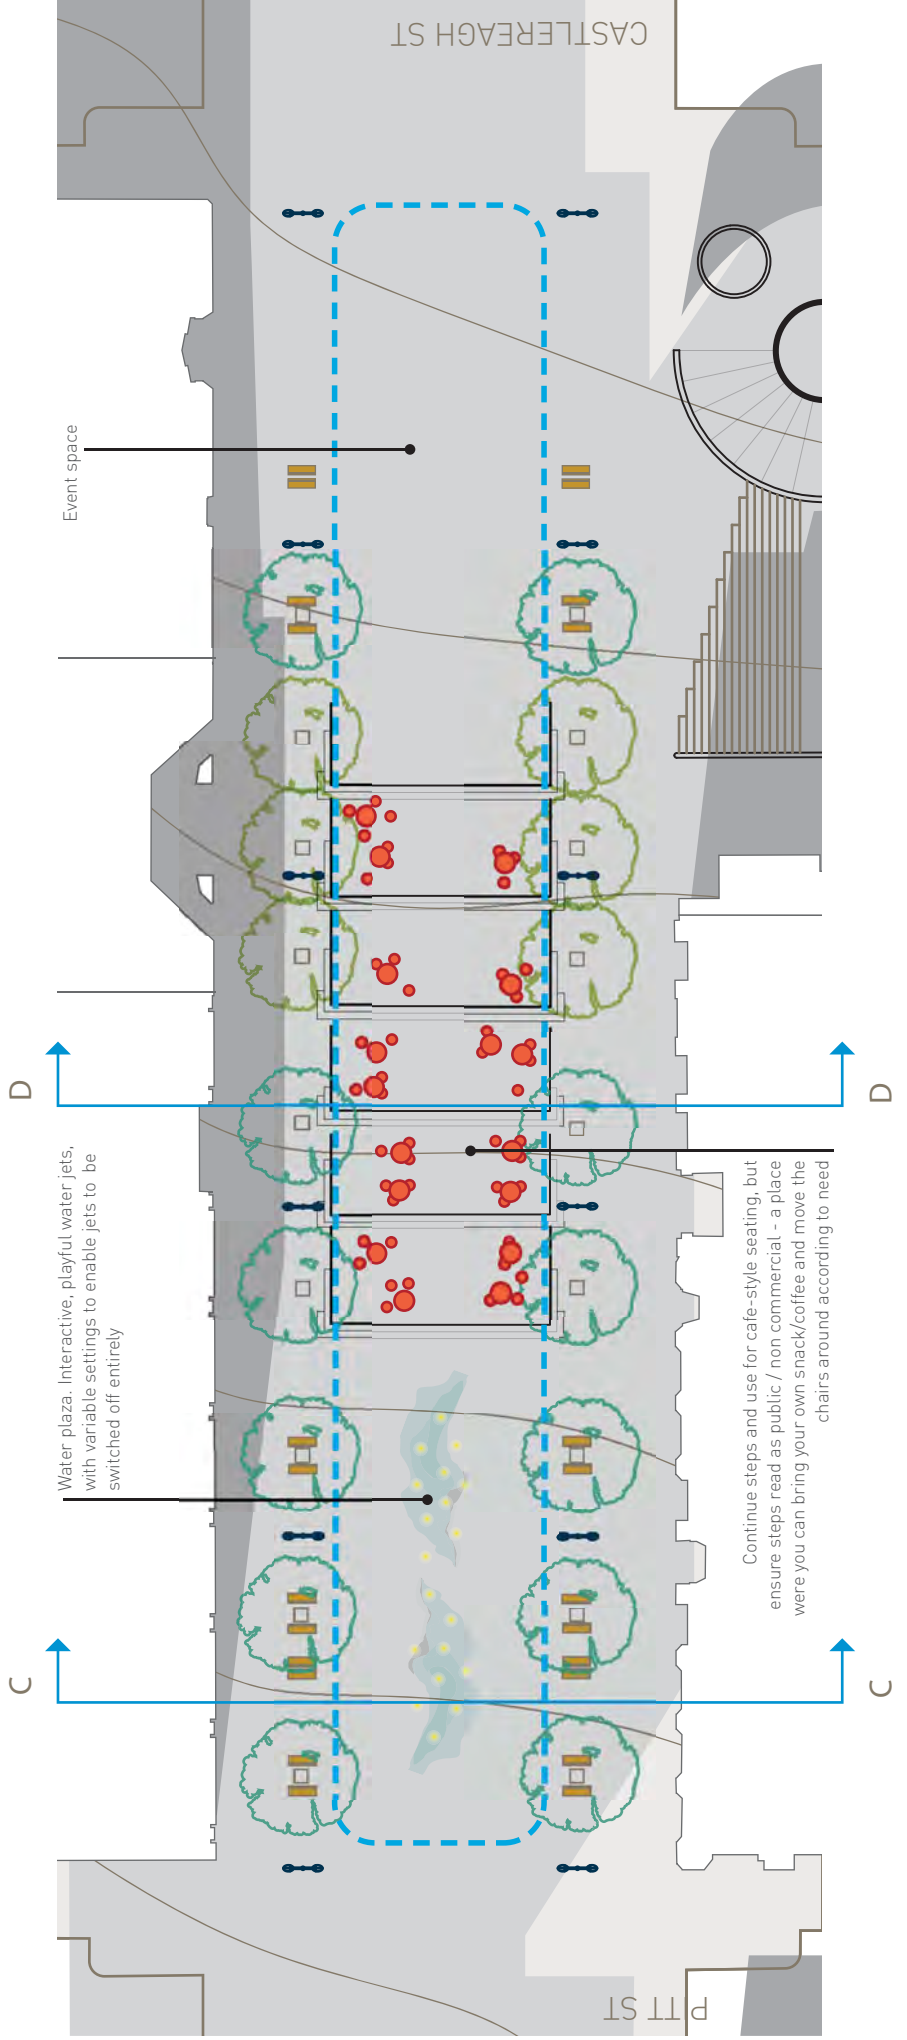 CASTLEREAGH ST
Event space
D
D
Water plaza. Interactive, playful water jets,
with variable settings to enable jets to be
switched off entirely
Continue steps and use for cafe-style seating, but
ensure steps read as public / non commercial - a place
were you can bring your own snack/coffee and move the
chairs around according to need
C
C
PITT ST